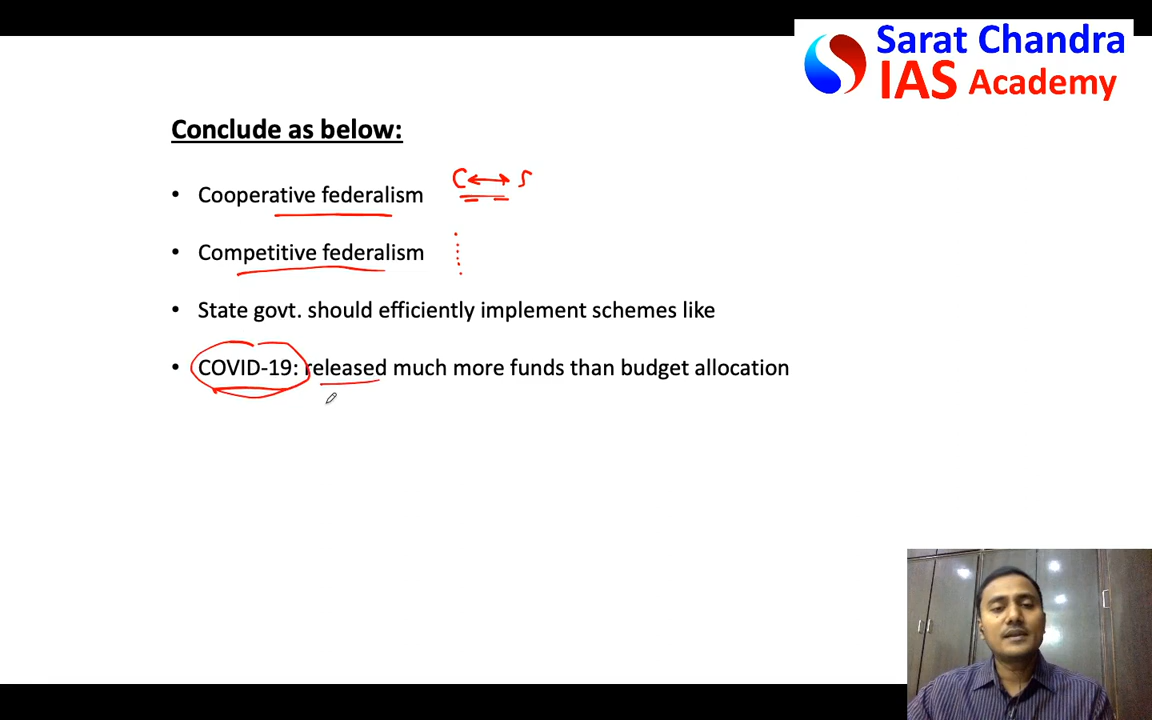 Sarat Chandra
IAS Academy
Conclude as below:
• Cooperative federalism C ↔ S
• Competitive federalism
• State govt. should efficiently implement schemes like
• COVID-19: released much more funds than budget allocation